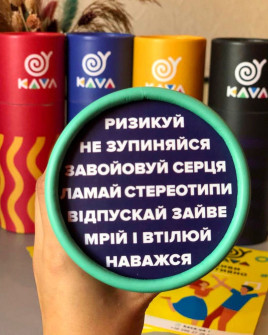 KAVA
KAVA
KAVA
KAVA
РИЗИКУЙ
НЕ ЗУПИНЯЙСЯ
ЗАВОЙОВУЙ СЕРЦЯ
ЛАМАЙ СТЕРЕОТИПИ
ВІДПУСКАЙ ЗАЙВЕ
МРІЙ І ВТІЛЮЙ
НАВАЖСЯ